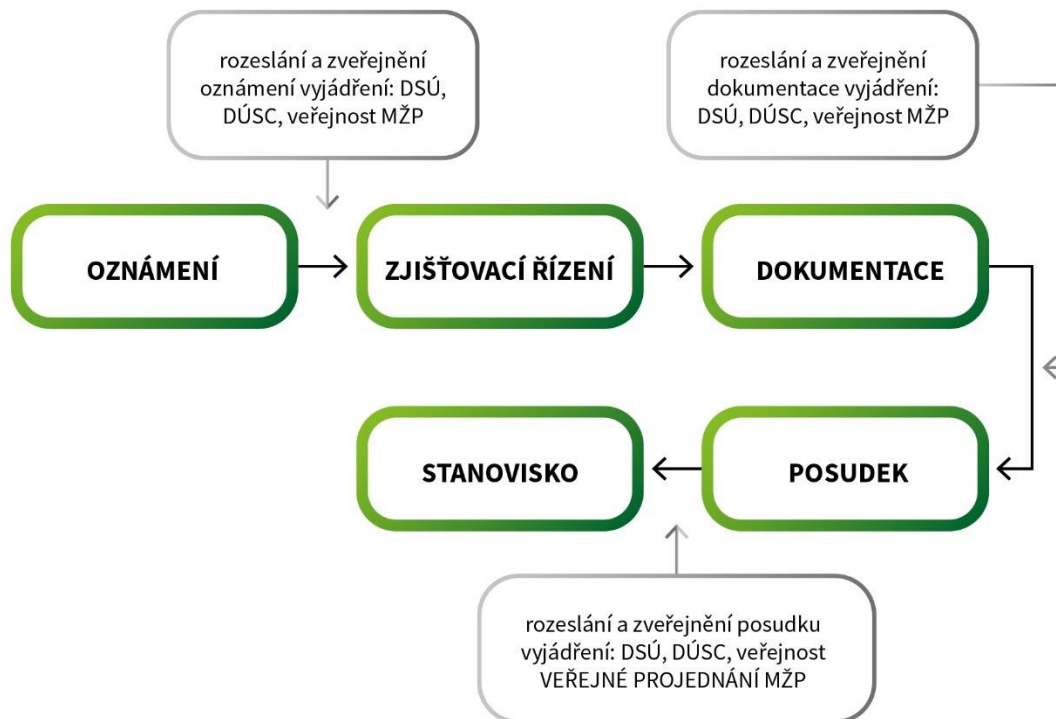 rozeslání a zveřejnění
oznámení vyjádření: DSÚ,
DÚSC, veřejnost MŽP
rozeslání a zveřejnění
dokumentace vyjádření:
DSÚ, DÚSC, veřejnost MŽP
OZNÁMENÍ
ZJIŠŤOVACÍ ŘÍZENÍ
DOKUMENTACE
STANOVISKO
POSUDEK
rozeslání a zveřejnění posudku
vyjádření: DSÚ, DÚSC, veřejnost
VEŘEJNÉ PROJEDNÁNÍ MŽP